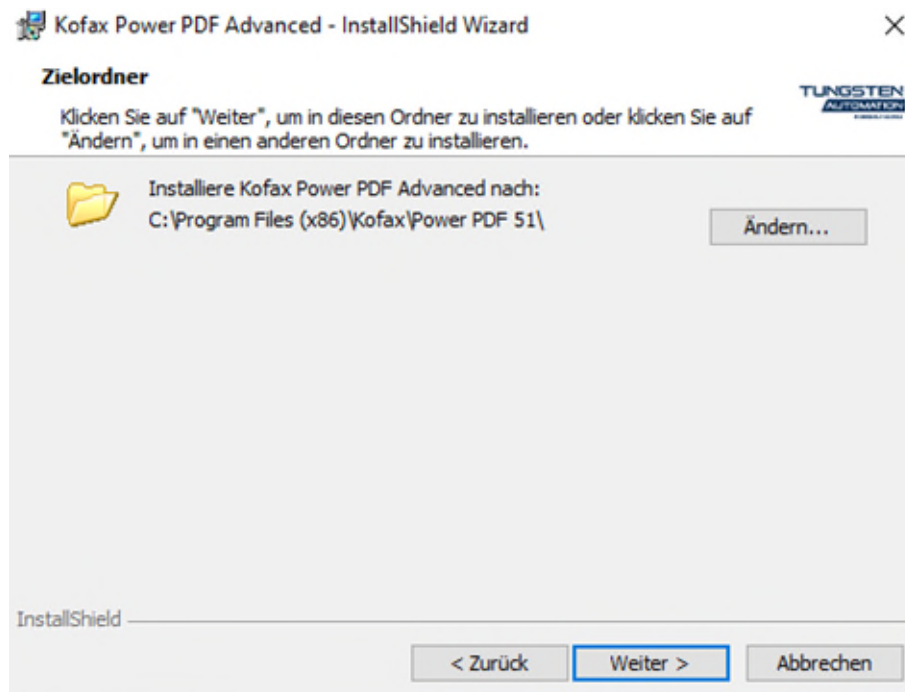 Kofax Power PDF Advanced - InstallShield Wizard
Zielordner
TUNGSTEN
AUTOMATION
Klicken Sie auf "Weiter", um in diesen Ordner zu installieren oder klicken Sie auf
"Ändern", um in einen anderen Ordner zu installieren.
Installiere Kofax Power PDF Advanced nach:
C:\Program Files (x86)\Kofax\Power PDF 51\
Ändern...
InstallShield
< Zurück
Weiter >
Abbrechen